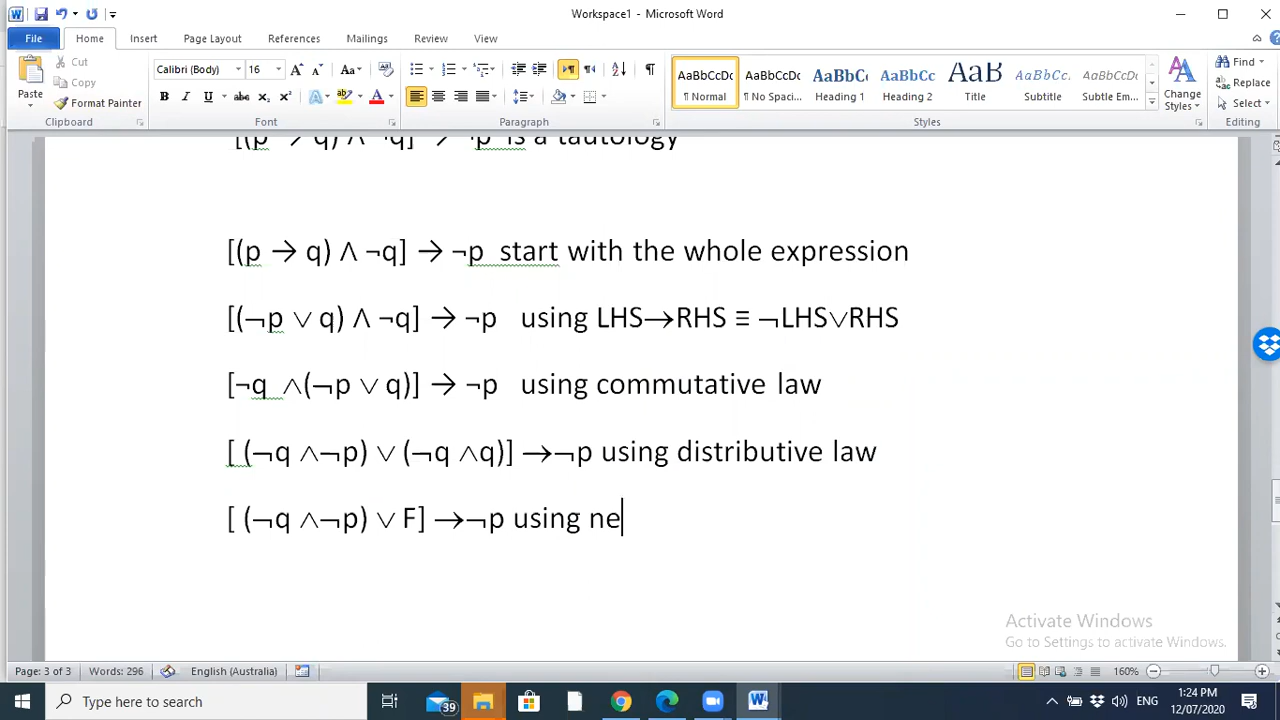 Workspace1 - Microsoft Word
File Home Insert Page Layout References Mailings Review View
Paste
Cut
Copy
Format Painter
Clipboard
Calibri (Body) 16
Font
Paragraph
AaBbCcDc ¶ Normal
AaBbCcDc ¶ No Spaci...
AaBbC Heading 1
AaBbCc Heading 2
AaB Title
AaBbCc. Subtitle
AaBbCcDc Subtle Em...
Change Styles
Styles
Find
Replace
Select
Editing
[(p → q) ∧ ¬q] → ¬p is a tautology
[(p → q) ∧ ¬q] → ¬p start with the whole expression
[(¬p ∨ q) ∧ ¬q] → ¬p using LHS→RHS ≡ ¬LHS∨RHS
[¬q ∧(¬p ∨ q)] → ¬p using commutative law
[ (¬q ∧¬p) ∨ (¬q ∧q)] →¬p using distributive law
[ (¬q ∧¬p) ∨ F] →¬p using ne
Activate Windows
Go to Settings to activate Windows.
Page: 3 of 3 Words: 296 English (Australia) 160%
Type here to search
39
ENG
1:24 PM
12/07/2020